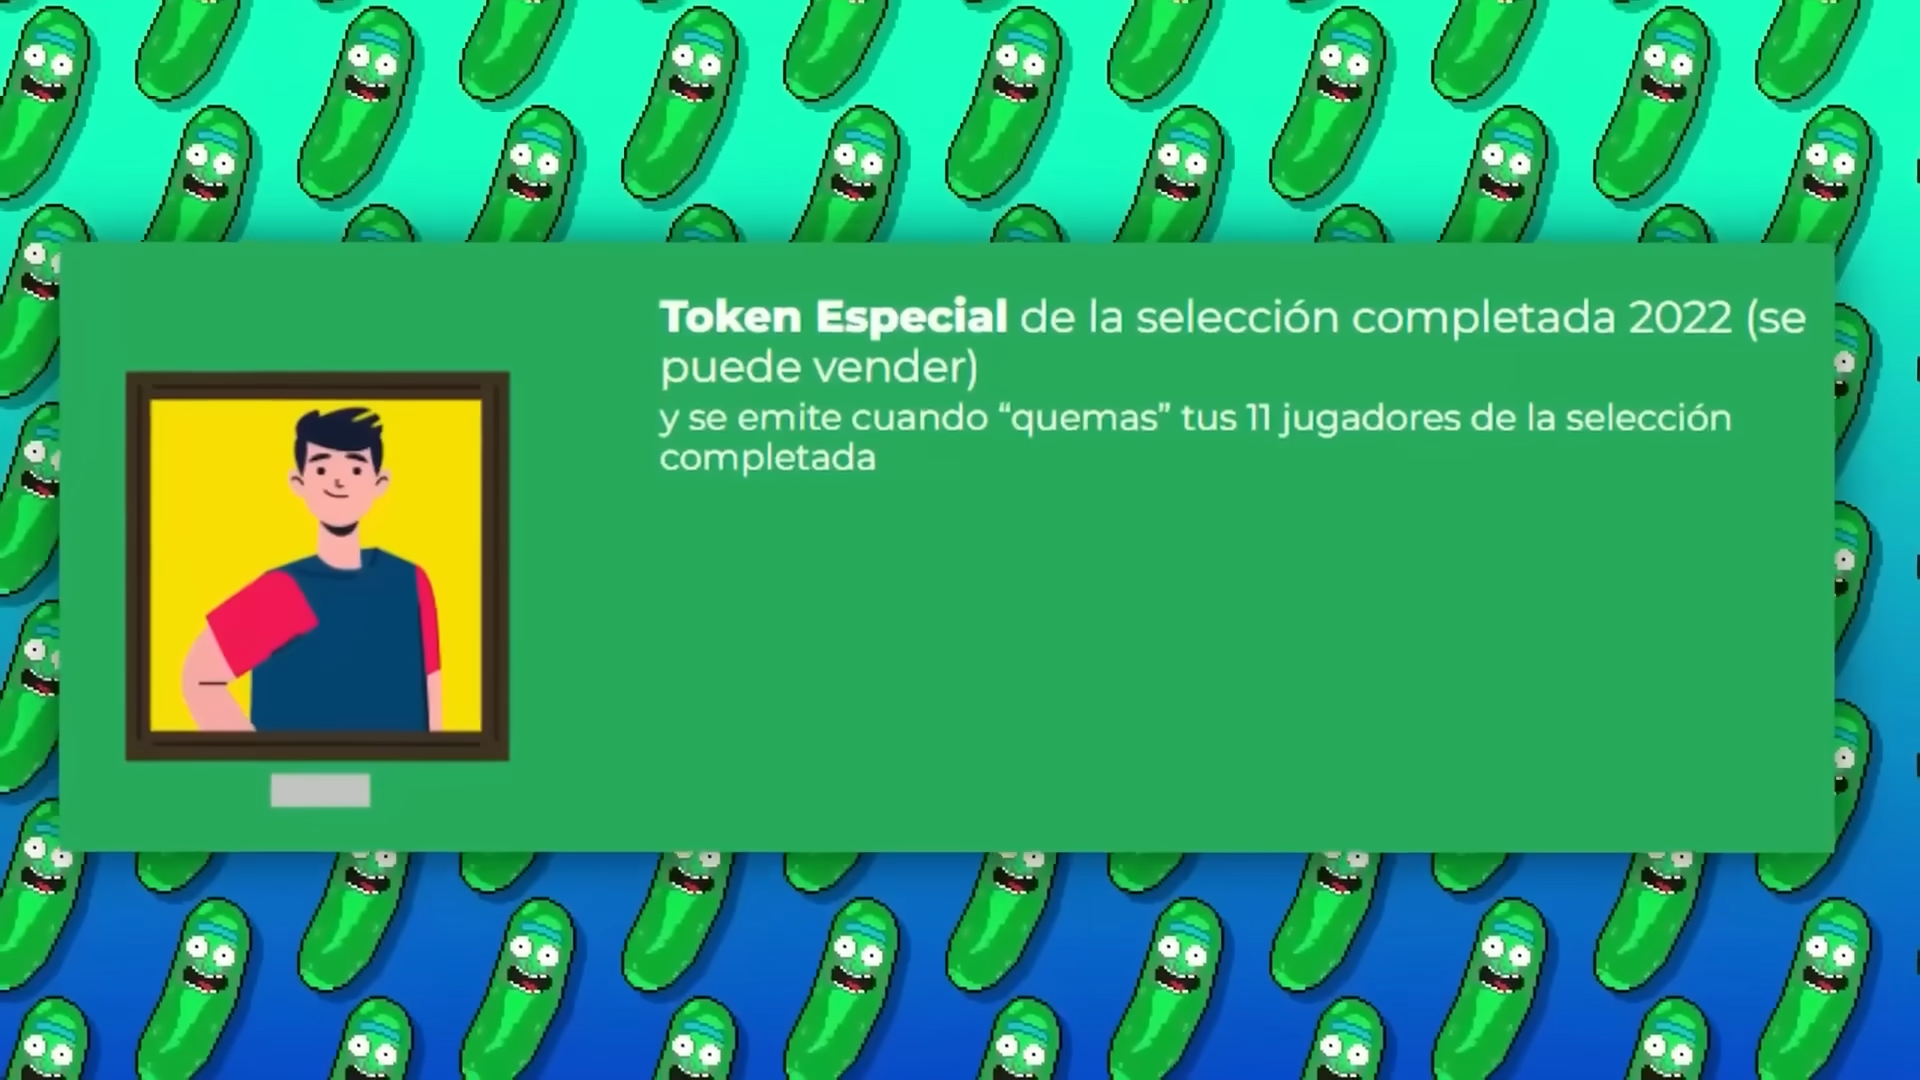 Token Especial de la selección completada 2022 (se
puede vender)
y se emite cuando “quemas” tus 11 jugadores de la selección
completada